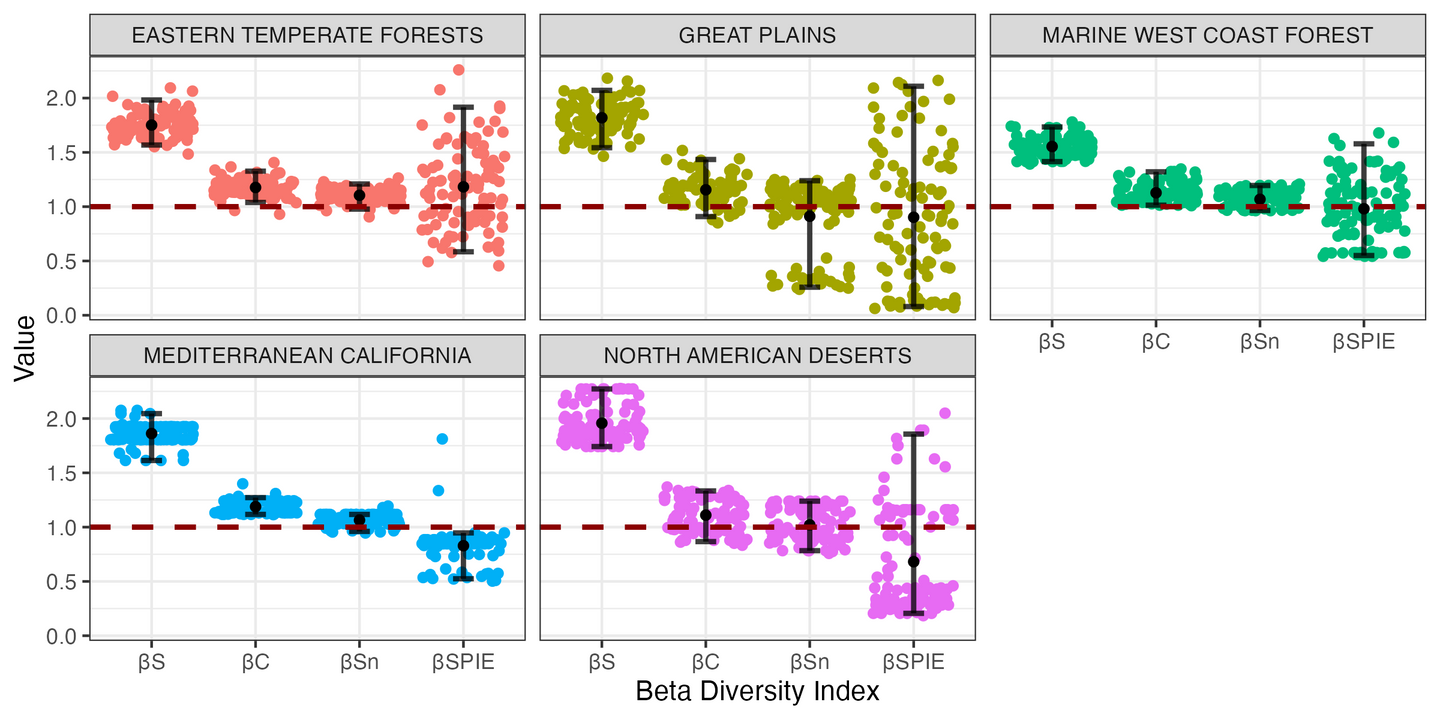 EASTERN TEMPERATE FORESTS
GREAT PLAINS
MARINE WEST COAST FOREST
2.0
1.5
1.0
0.5
0.0
βS βC βSn βSPIE
Value
MEDITERRANEAN CALIFORNIA
NORTH AMERICAN DESERTS
2.0
1.5
1.0
0.5
0.0
βS βC βSn βSPIE
βS βC βSn βSPIE
Beta Diversity Index